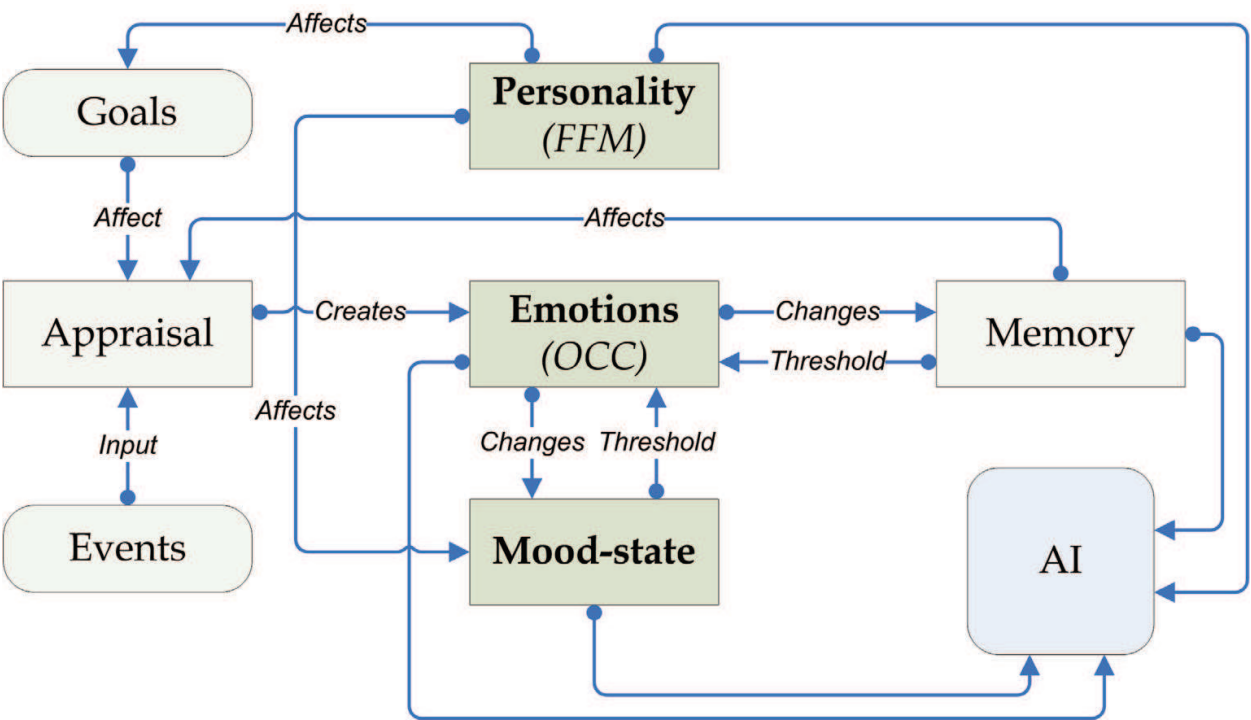 Affects
Personality
(FFM)
Goals
Affect
Affects
Appraisal
Creates
Emotions
(OCC)
Changes
Threshold
Memory
Affects
Input
Changes
Threshold
Events
Mood-state
AI